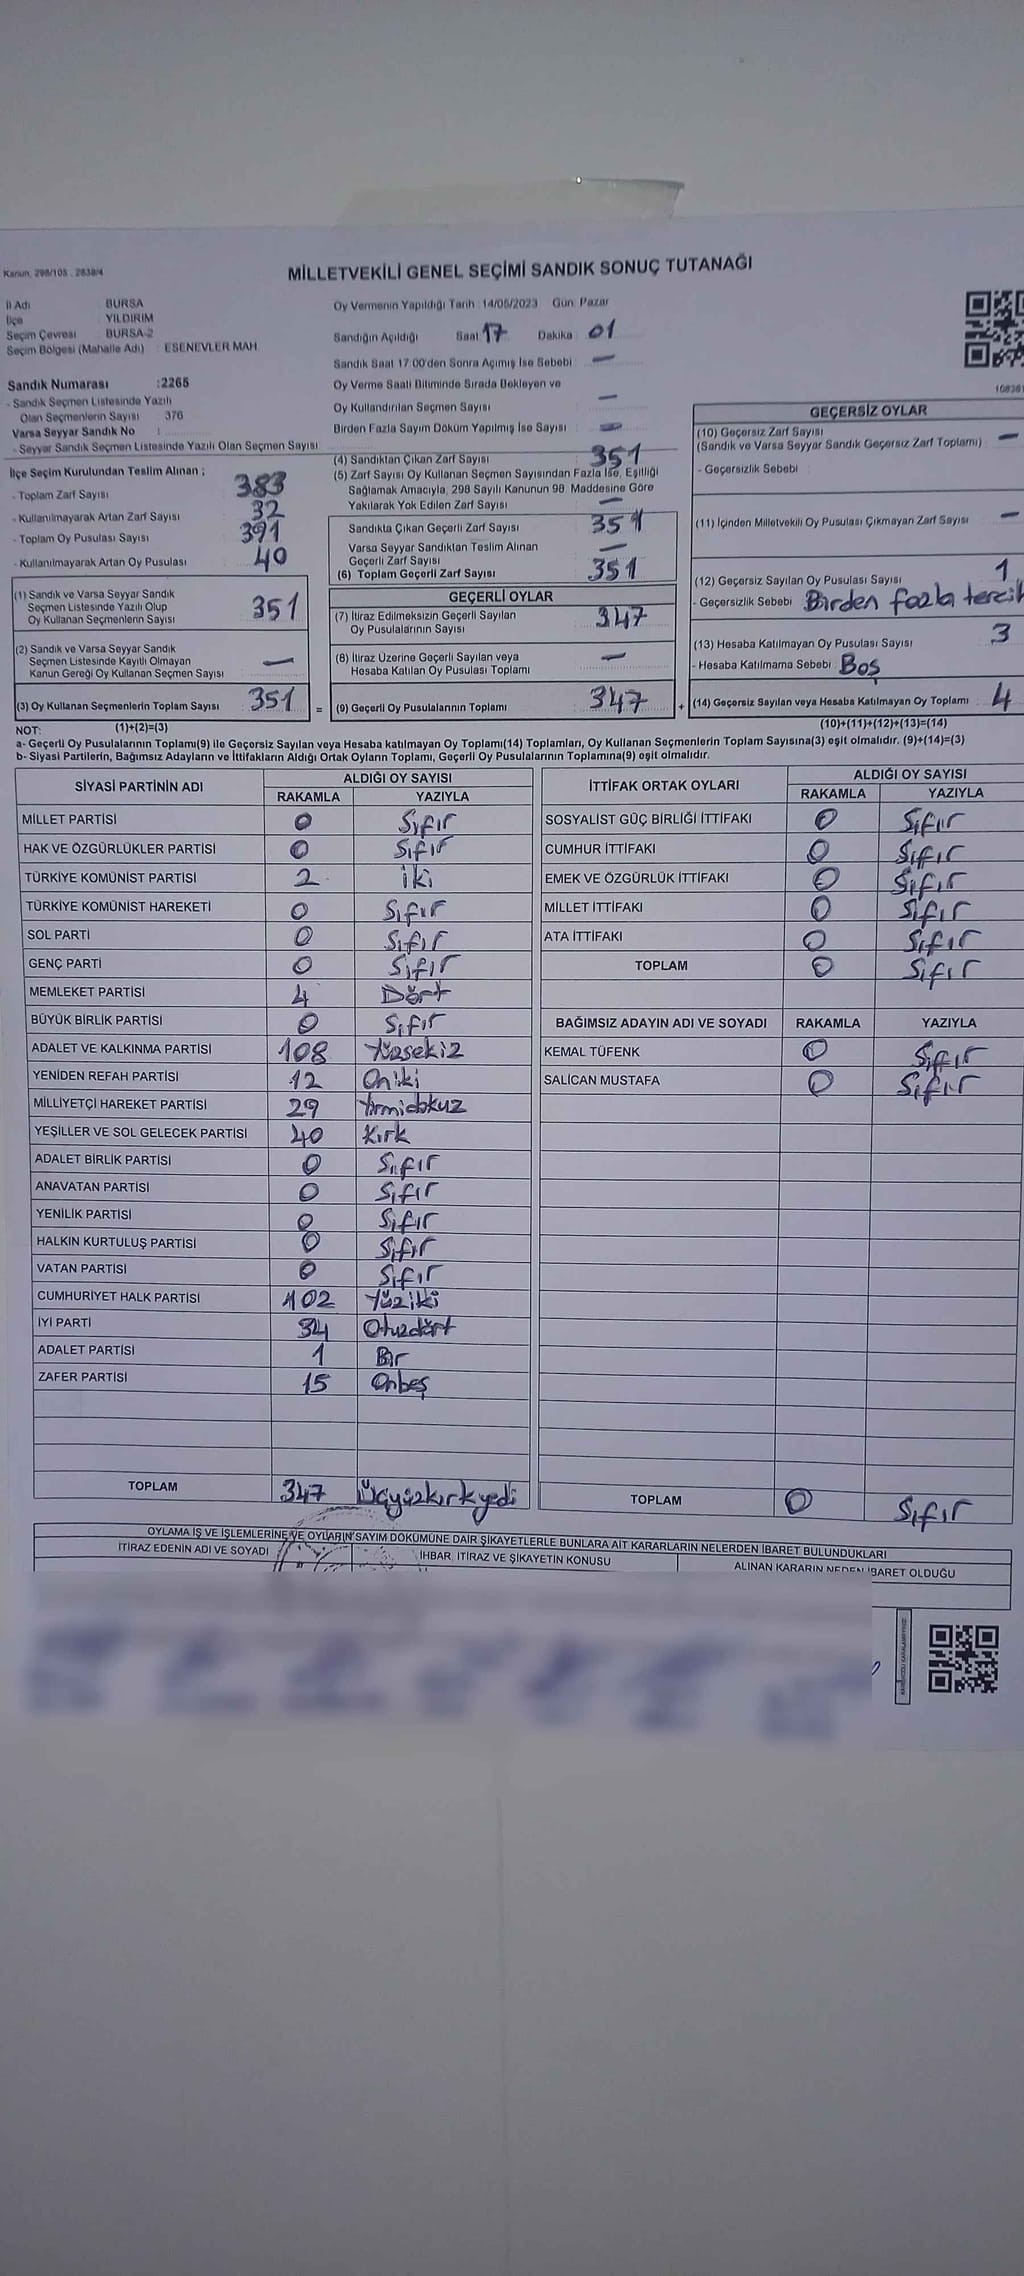 Kanun, 298/105 , 2839/4
MİLLETVEKİLİ GENEL SEÇİMİ SANDIK SONUÇ TUTANAĞI
İl Adı : BURSA
İlçe : YILDIRIM
Seçim Çevresi : BURSA-2
Seçim Bölgesi (Mahalle Adı) : ESENEVLER MAH
Sandık Numarası :2265
- Sandık Seçmen Listesinde Yazılı
Olan Seçmenlerin Sayısı 376
Varsa Seyyar Sandık No :
- Seyyar Sandık Seçmen Listesinde Yazılı Olan Seçmen Sayısı
İlçe Seçim Kurulundan Teslim Alınan ;
- Toplam Zarf Sayısı 383
- Kullanılmayarak Artan Zarf Sayısı 32
- Toplam Oy Pusulası Sayısı 391
- Kullanılmayarak Artan Oy Pusulası 40
(1) Sandık ve Varsa Seyyar Sandık
Seçmen Listesinde Yazılı Olup
Oy Kullanan Seçmenlerin Sayısı 351
(2) Sandık ve Varsa Seyyar Sandık
Seçmen Listesinde Kayıtlı Olmayan
Kanun Gereği Oy Kullanan Seçmen Sayısı —
(3) Oy Kullanan Seçmenlerin Toplam Sayısı 351 =
Oy Vermenin Yapıldığı Tarih : 14/05/2023 Gün: Pazar
Sandığın Açıldığı Saat 17 Dakika : 01
Sandık Saat 17:00'den Sonra Açımış İse Sebebi : —
Oy Verme Saati Bitiminde Sırada Bekleyen ve
Oy Kullandırılan Seçmen Sayısı —
Birden Fazla Sayım Döküm Yapılmış İse Sayısı : —
(4) Sandıktan Çıkan Zarf Sayısı 351
(5) Zarf Sayısı Oy Kullanan Seçmen Sayısından Fazla İse, Eşitliği
Sağlamak Amacıyla, 298 Sayılı Kanunun 98. Maddesine Göre
Yakılarak Yok Edilen Zarf Sayısı —
Sandıkta Çıkan Geçerli Zarf Sayısı 351
Varsa Seyyar Sandıktan Teslim Alınan
Geçerli Zarf Sayısı —
(6) Toplam Geçerli Zarf Sayısı 351
GEÇERLİ OYLAR
(7) İtiraz Edilmeksizin Geçerli Sayılan
Oy Pusulalarının Sayısı 347
(8) İtiraz Üzerine Geçerli Sayılan veya
Hesaba Katılan Oy Pusulası Toplamı —
(9) Geçerli Oy Pusulalarının Toplamı 347 +
GEÇERSİZ OYLAR
(10) Geçersiz Zarf Sayısı
(Sandık ve Varsa Seyyar Sandık Geçersiz Zarf Toplamı) —
- Geçersizlik Sebebi
(11) İçinden Milletvekili Oy Pusulası Çıkmayan Zarf Sayısı —
(12) Geçersiz Sayılan Oy Pusulası Sayısı 1
- Geçersizlik Sebebi Birden fazla tercih
(13) Hesaba Katılmayan Oy Pusulası Sayısı 3
- Hesaba Katılmama Sebebi : Boş
(14) Geçersiz Sayılan veya Hesaba Katılmayan Oy Toplamı 4
NOT: (1)+(2)=(3) (10)+(11)+(12)+(13)=(14)
a- Geçerli Oy Pusulalarının Toplamı(9) ile Geçersiz Sayılan veya Hesaba katılmayan Oy Toplamı(14) Toplamları, Oy Kullanan Seçmenlerin Toplam Sayısına(3) eşit olmalıdır. (9)+(14)=(3)
b- Siyasi Partilerin, Bağımsız Adayların ve İttifakların Aldığı Ortak Oyların Toplamı, Geçerli Oy Pusulalarının Toplamına(9) eşit olmalıdır.
SİYASİ PARTİNİN ADI ALDIĞI OY SAYISI
RAKAMLA YAZIYLA
MİLLET PARTİSİ 0 Sıfır
HAK VE ÖZGÜRLÜKLER PARTİSİ 0 Sıfır
TÜRKİYE KOMÜNİST PARTİSİ 2 iki
TÜRKİYE KOMÜNİST HAREKETİ 0 Sıfır
SOL PARTİ 0 Sıfır
GENÇ PARTİ 0 Sıfır
MEMLEKET PARTİSİ 4 Dört
BÜYÜK BİRLİK PARTİSİ 0 Sıfır
ADALET VE KALKINMA PARTİSİ 108 Yüzsekiz
YENİDEN REFAH PARTİSİ 12 Oniki
MİLLİYETÇİ HAREKET PARTİSİ 29 Yirmidokuz
YEŞİLLER VE SOL GELECEK PARTİSİ 40 Kırk
ADALET BİRLİK PARTİSİ 0 Sıfır
ANAVATAN PARTİSİ 0 Sıfır
YENİLİK PARTİSİ 0 Sıfır
HALKIN KURTULUŞ PARTİSİ 0 Sıfır
VATAN PARTİSİ 0 Sıfır
CUMHURİYET HALK PARTİSİ 102 Yüziki
İYİ PARTİ 34 Otuzdört
ADALET PARTİSİ 1 Bir
ZAFER PARTİSİ 15 Onbeş
TOPLAM 347 Üçyüzkırkyedi
İTTİFAK ORTAK OYLARI ALDIĞI OY SAYISI
RAKAMLA YAZIYLA
SOSYALİST GÜÇ BİRLİĞİ İTTİFAKI 0 Sıfır
CUMHUR İTTİFAKI 0 Sıfır
EMEK VE ÖZGÜRLÜK İTTİFAKI 0 Sıfır
MİLLET İTTİFAKI 0 Sıfır
ATA İTTİFAKI 0 Sıfır
TOPLAM 0 Sıfır
BAĞIMSIZ ADAYIN ADI VE SOYADI RAKAMLA YAZIYLA
KEMAL TÜFENK 0 Sıfır
SALİCAN MUSTAFA 0 Sıfır
TOPLAM 0 Sıfır
OYLAMA İŞ VE İŞLEMLERİNE VE OYLARIN SAYIM DÖKÜMÜNE DAİR ŞİKAYETLERLE BUNLARA AİT KARARLARIN NELERDEN İBARET BULUNDUKLARI
İTİRAZ EDENİN ADI VE SOYADI İHBAR, İTİRAZ VE ŞİKAYETİN KONUSU ALINAN KARARIN NEDEN İBARET OLDUĞU